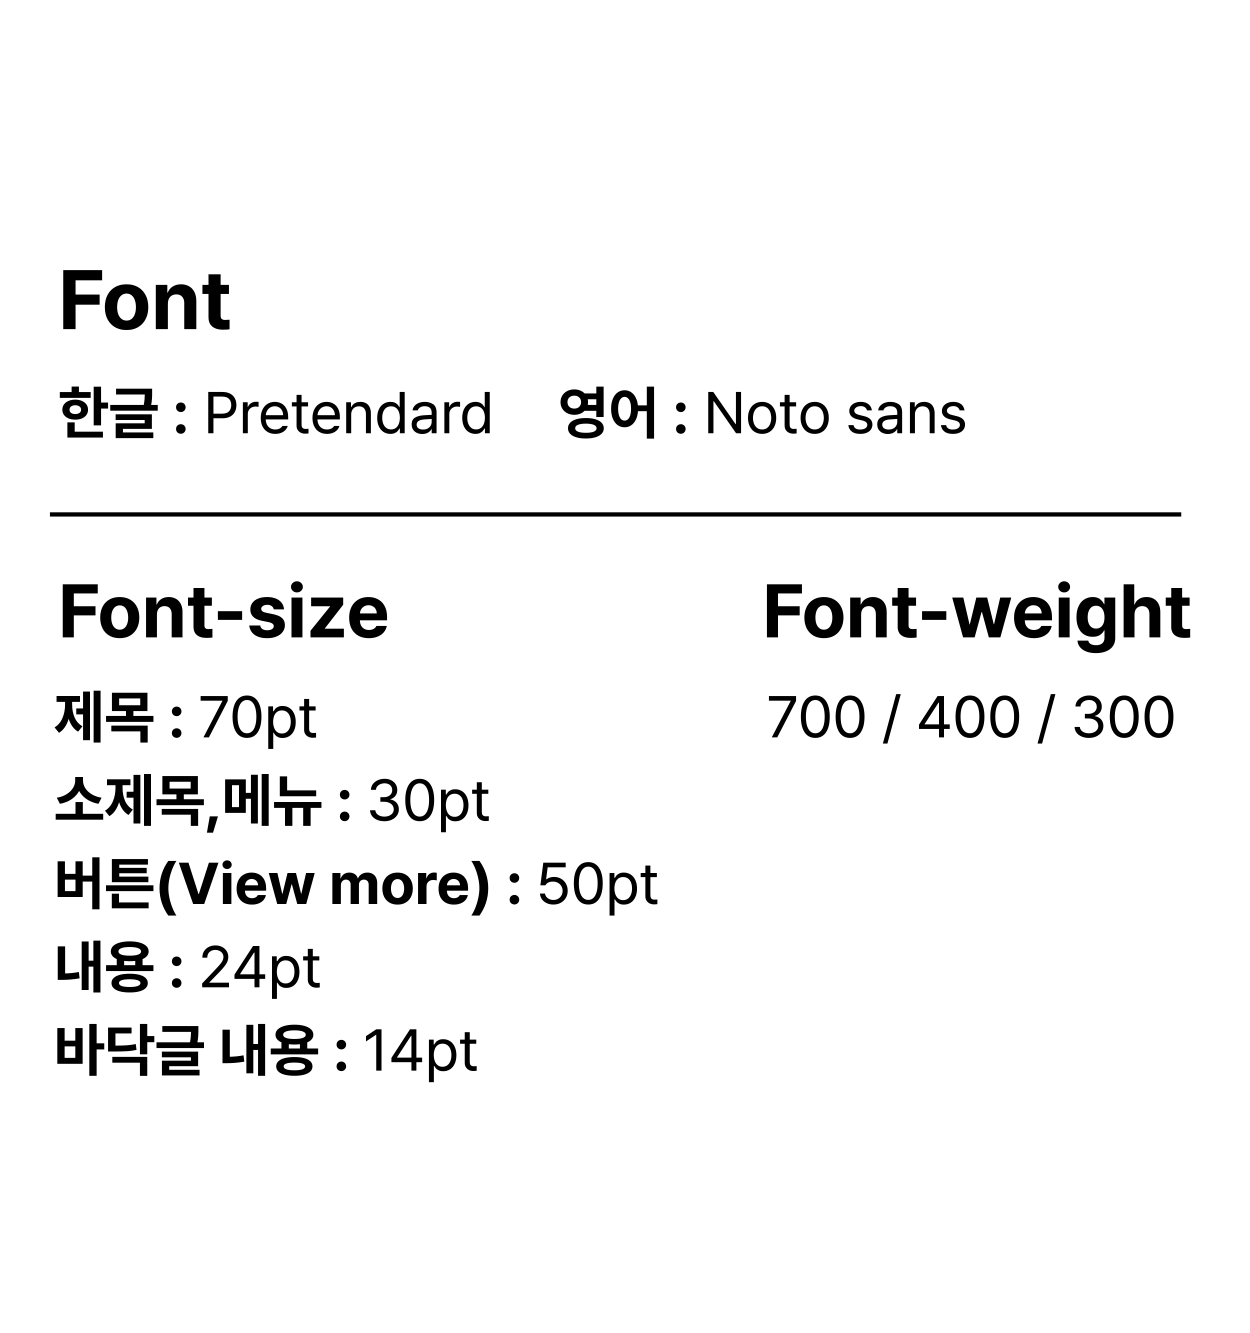 Font
한글 : Pretendard 영어 : Noto sans
Font-size
제목 : 70pt
소제목,메뉴 : 30pt
버튼(View more) : 50pt
내용 : 24pt
바닥글 내용 : 14pt
Font-weight
700 / 400 / 300